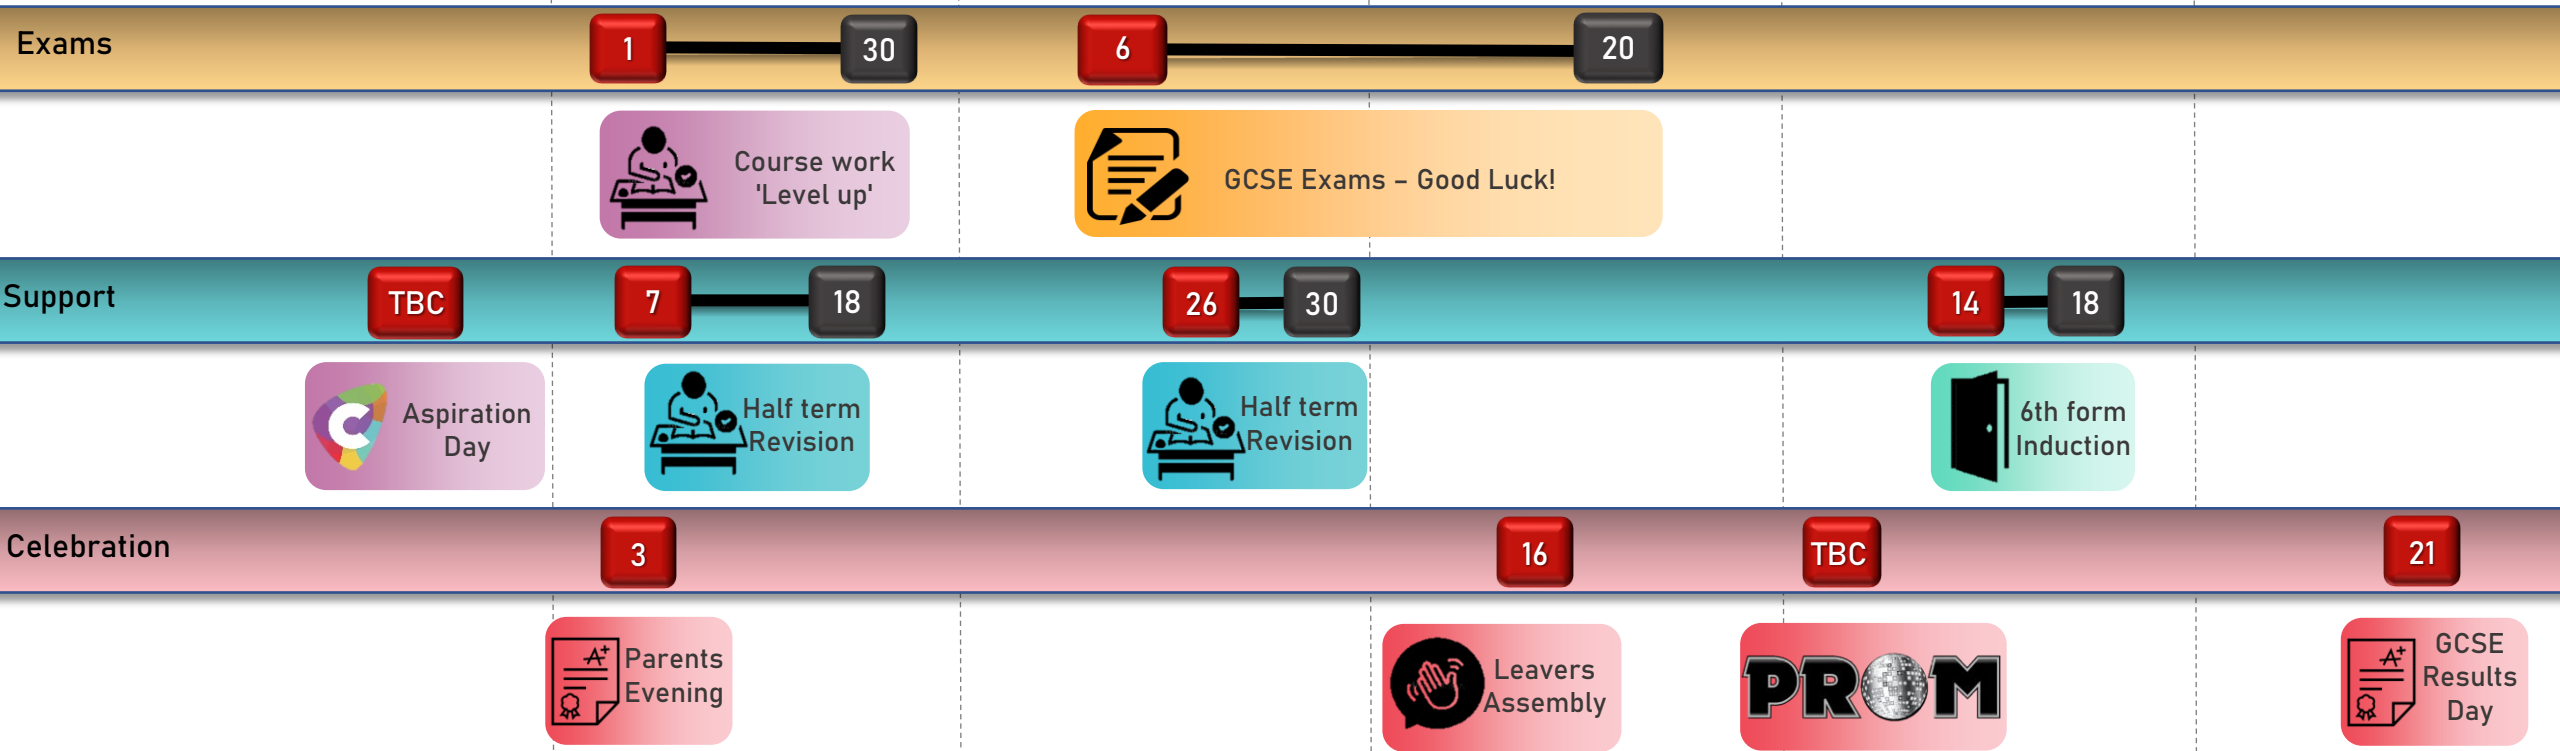 Exams
1
30
6
20
Course work
'Level up'
GCSE Exams – Good Luck!
Support
TBC
7
18
26
30
14
18
Aspiration
Day
Half term
Revision
Half term
Revision
6th form
Induction
Celebration
3
16
TBC
21
A+
Parents
Evening
Leavers
Assembly
PROM
A+
GCSE
Results
Day